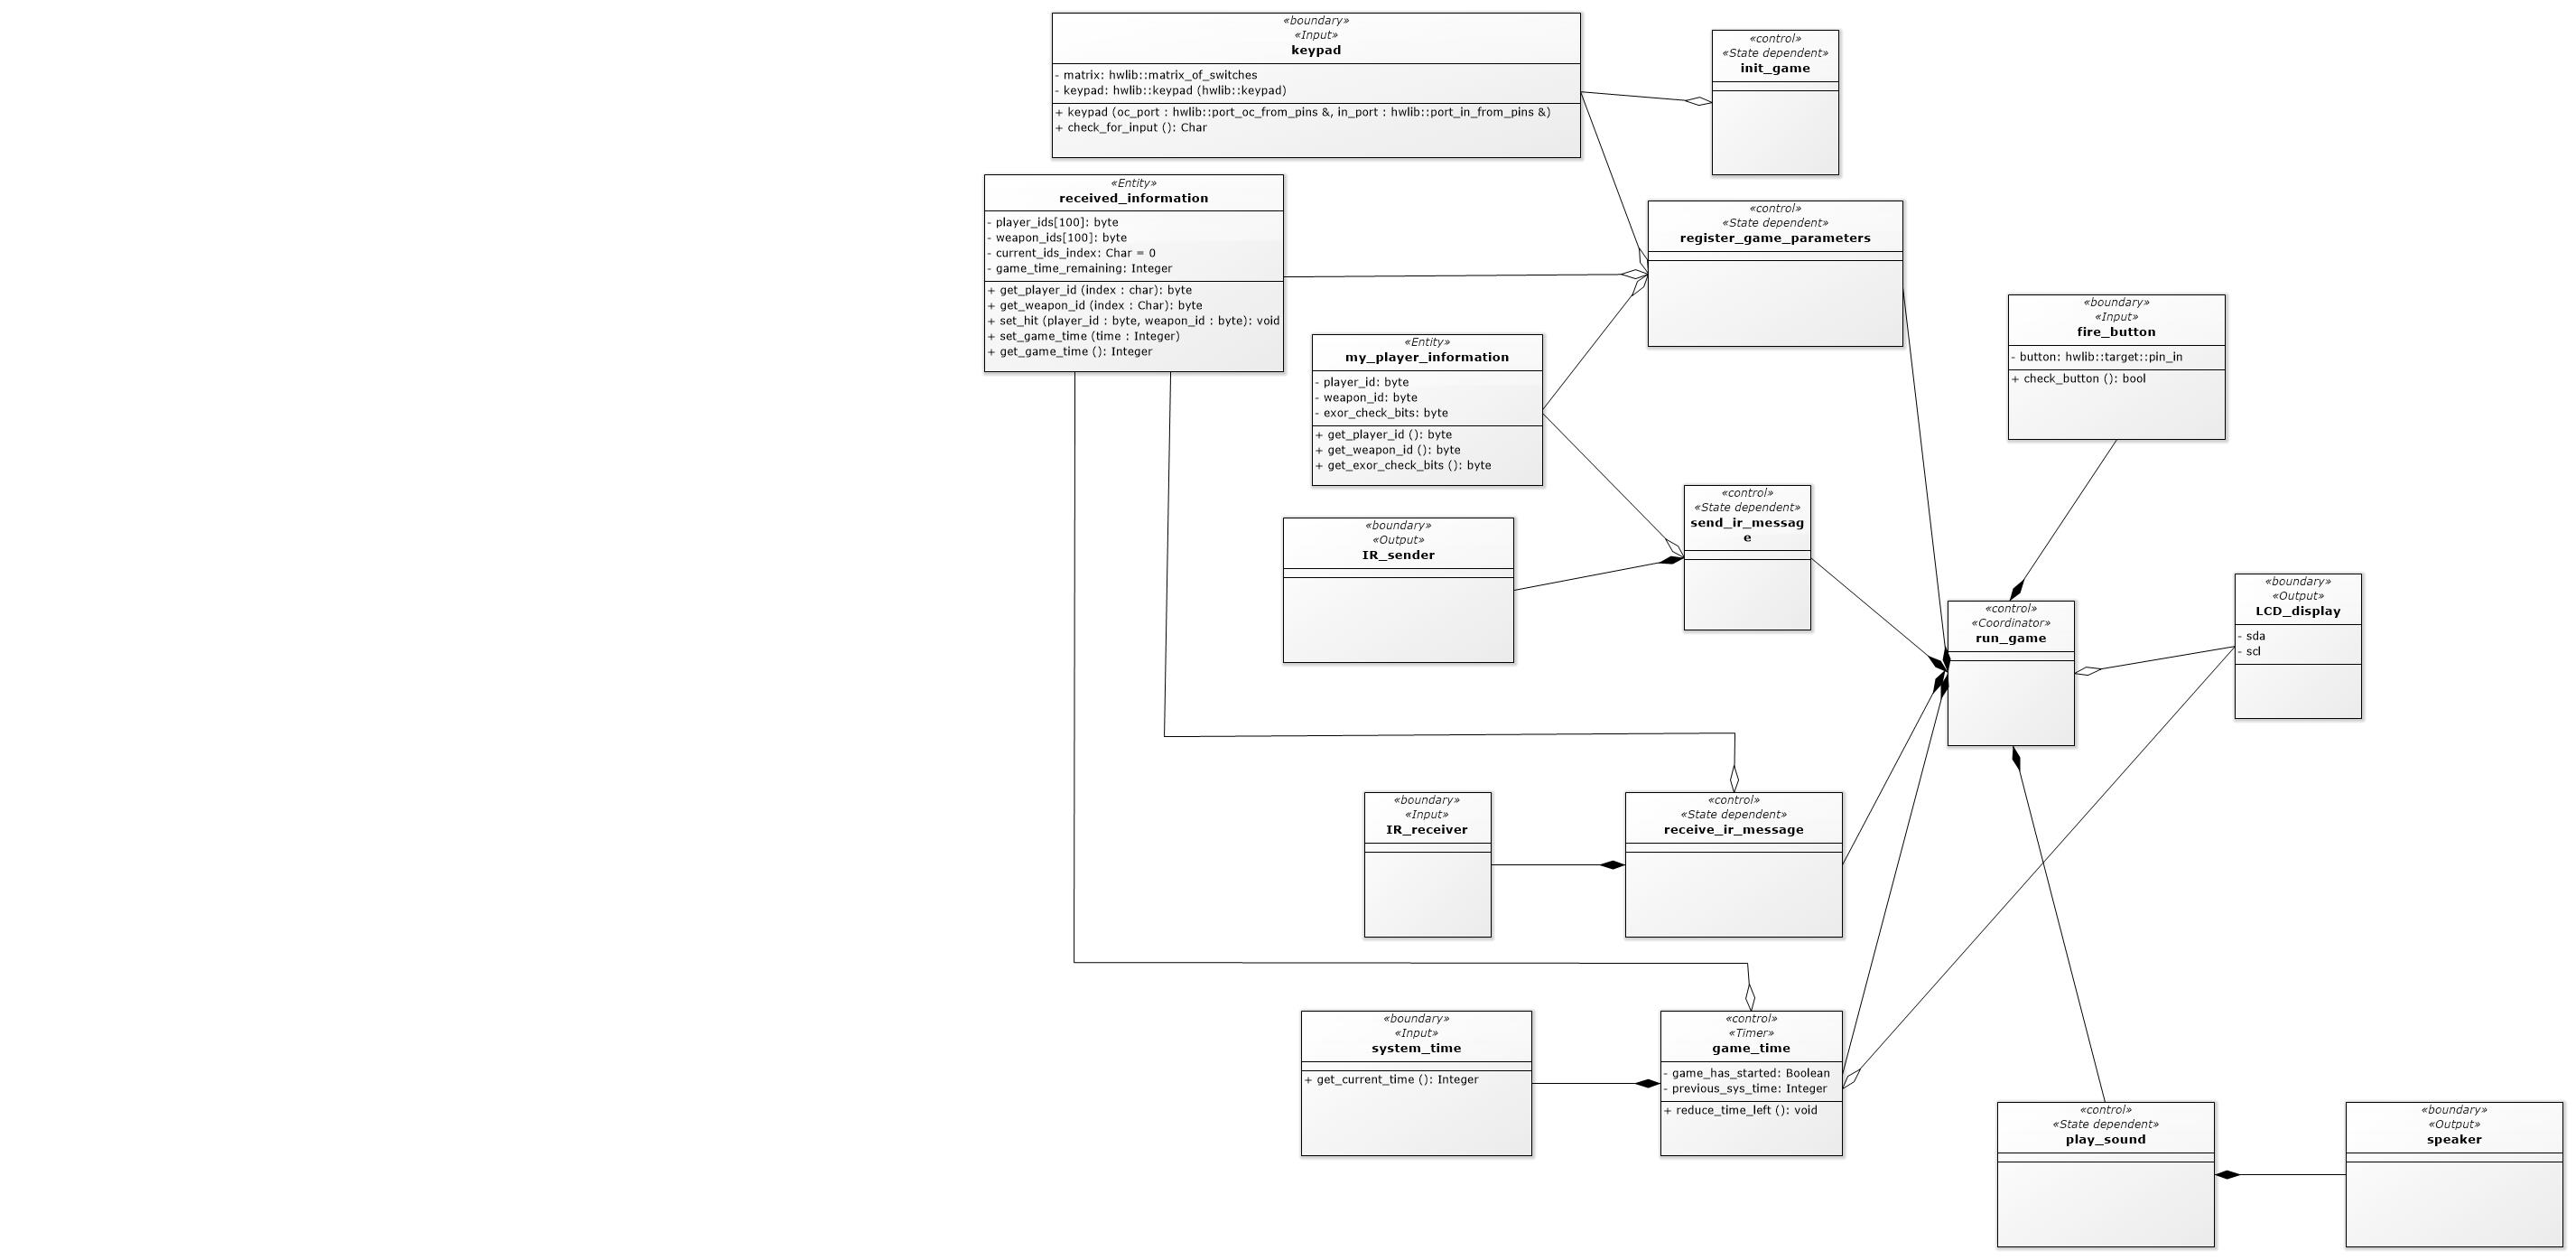 «boundary»
«Input»
keypad
- matrix: hwlib::matrix_of_switches
- keypad: hwlib::keypad (hwlib::keypad)
+ keypad (oc_port : hwlib::port_oc_from_pins &, in_port : hwlib::port_in_from_pins &)
+ check_for_input (): Char
«control»
«State dependent»
init_game
«Entity»
received_information
- player_ids[100]: byte
- weapon_ids[100]: byte
- current_ids_index: Char = 0
- game_time_remaining: Integer
+ get_player_id (index : char): byte
+ get_weapon_id (index : Char): byte
+ set_hit (player_id : byte, weapon_id : byte): void
+ set_game_time (time : Integer)
+ get_game_time (): Integer
«control»
«State dependent»
register_game_parameters
«boundary»
«Input»
fire_button
- button: hwlib::target::pin_in
+ check_button (): bool
«Entity»
my_player_information
- player_id: byte
- weapon_id: byte
- exor_check_bits: byte
+ get_player_id (): byte
+ get_weapon_id (): byte
+ get_exor_check_bits (): byte
«control»
«State dependent»
send_ir_messag
e
«boundary»
«Output»
IR_sender
«boundary»
«Output»
LCD_display
- sda
- scl
«control»
«Coordinator»
run_game
«boundary»
«Input»
IR_receiver
«control»
«State dependent»
receive_ir_message
«boundary»
«Input»
system_time
+ get_current_time (): Integer
«control»
«Timer»
game_time
- game_has_started: Boolean
- previous_sys_time: Integer
+ reduce_time_left (): void
«control»
«State dependent»
play_sound
«boundary»
«Output»
speaker